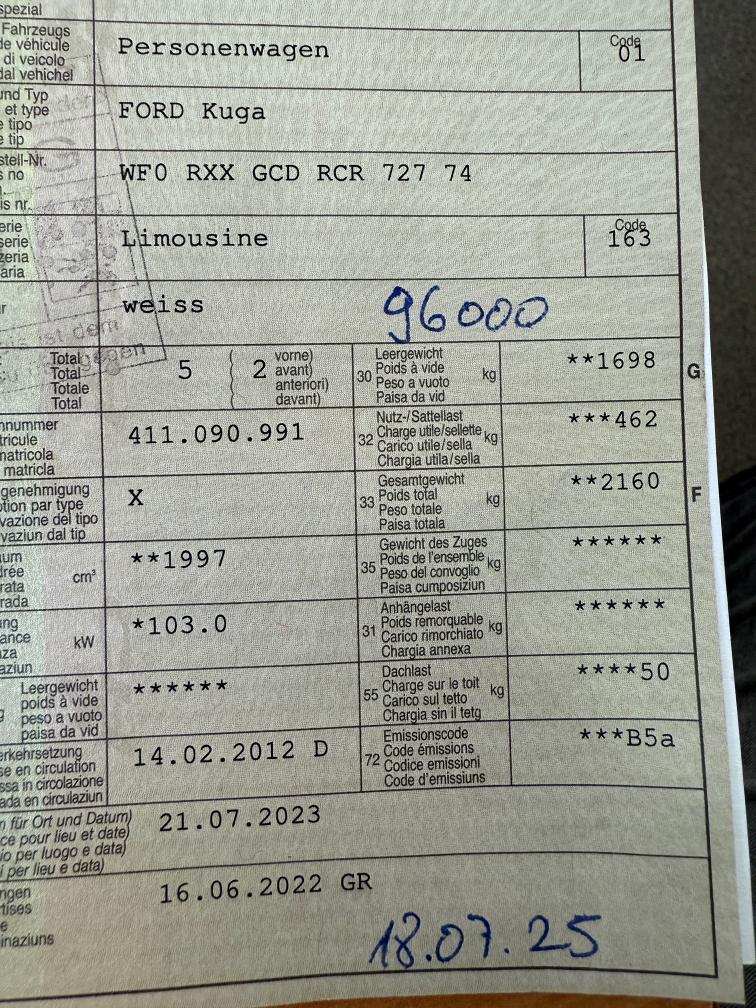 spezial
Fahrzeugs
de véhicule
di veicolo
dal vehichel
Personenwagen
Code
01
und Typ
et type
e tipo
e tip
FORD Kuga
stell-Nr.
s no
n.
is nr.
WF0 RXX GCD RCR 727 74
erie
serie
zeria
aria
Limousine
Code
163
weiss
96000
Total
Total
Totale
Total
5
2
vorne)
avant)
anteriori)
davant)
30
Leergewicht
Poids à vide
Peso a vuoto
Paisa da vid
kg
**1698
G
nnummer
tricule
matricola
matricla
411.090.991
32
Nutz-/Sattellast
Charge utile/sellette
Carico utile/sella
Chargia utila/sella
kg
***462
genehmigung
tion par type
vazione del tipo
vaziun dal tip
X
33
Gesamtgewicht
Poids total
Peso totale
Paisa totala
kg
**2160
F
um
drée
rata
rada
cm³
**1997
35
Gewicht des Zuges
Poids de l'ensemble
Peso del convoglio
Paisa cumposiziun
kg
******
ng
ance
nza
aziun
kW
*103.0
31
Anhängelast
Poids remorquable
Carico rimorchiato
Chargia annexa
kg
******
Leergewicht
poids à vide
peso a vuoto
paisa da vid
******
55
Dachlast
Charge sur le toit
Carico sul tetto
Chargia sin il tetg
kg
****50
erkehrsetzung
se en circulation
ssa in circolazione
ada en circulaziun
14.02.2012 D
72
Emissionscode
Code émissions
Codice emissioni
Code d'emissiuns
***B5a
n für Ort und Datum)
ce pour lieu et date)
io per luogo e data)
i per lieu e data)
21.07.2023
ngen
tises
e
inaziuns
16.06.2022 GR
18.07.25